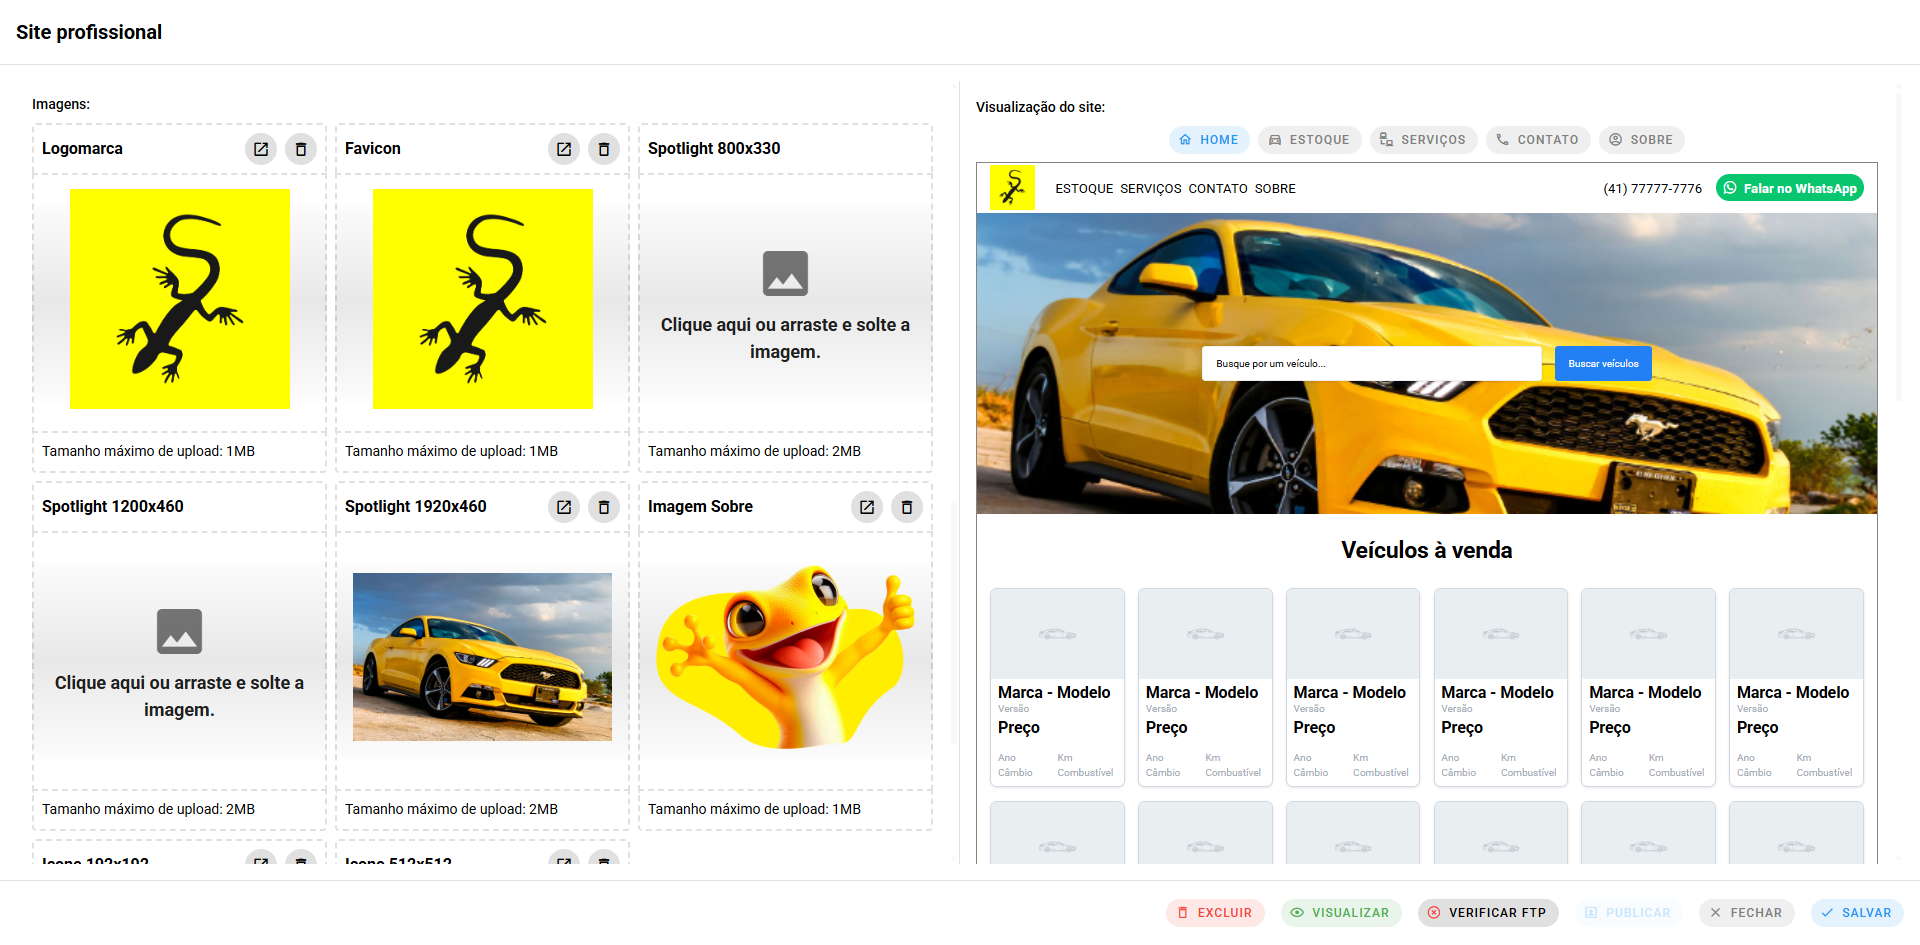 Site profissional
Imagens:
Logomarca
Favicon
Spotlight 800x330
Clique aqui ou arraste e solte a
imagem.
Tamanho máximo de upload: 1MB
Tamanho máximo de upload: 1MB
Tamanho máximo de upload: 2MB
Spotlight 1200x460
Spotlight 1920x460
Imagem Sobre
Clique aqui ou arraste e solte a
imagem.
Tamanho máximo de upload: 2MB
Tamanho máximo de upload: 2MB
Tamanho máximo de upload: 1MB
Icone 192x192
Icone 512x512
Visualização do site:
HOME
ESTOQUE
SERVIÇOS
CONTATO
SOBRE
ESTOQUE SERVIÇOS CONTATO SOBRE
(41) 77777-7776
Falar no WhatsApp
Busque por um veículo...
Buscar veículos
Veículos à venda
Marca - Modelo
Versão
Preço
Ano Km
Câmbio Combustível
Marca - Modelo
Versão
Preço
Ano Km
Câmbio Combustível
Marca - Modelo
Versão
Preço
Ano Km
Câmbio Combustível
Marca - Modelo
Versão
Preço
Ano Km
Câmbio Combustível
Marca - Modelo
Versão
Preço
Ano Km
Câmbio Combustível
Marca - Modelo
Versão
Preço
Ano Km
Câmbio Combustível
EXCLUIR
VISUALIZAR
VERIFICAR FTP
PUBLICAR
FECHAR
SALVAR